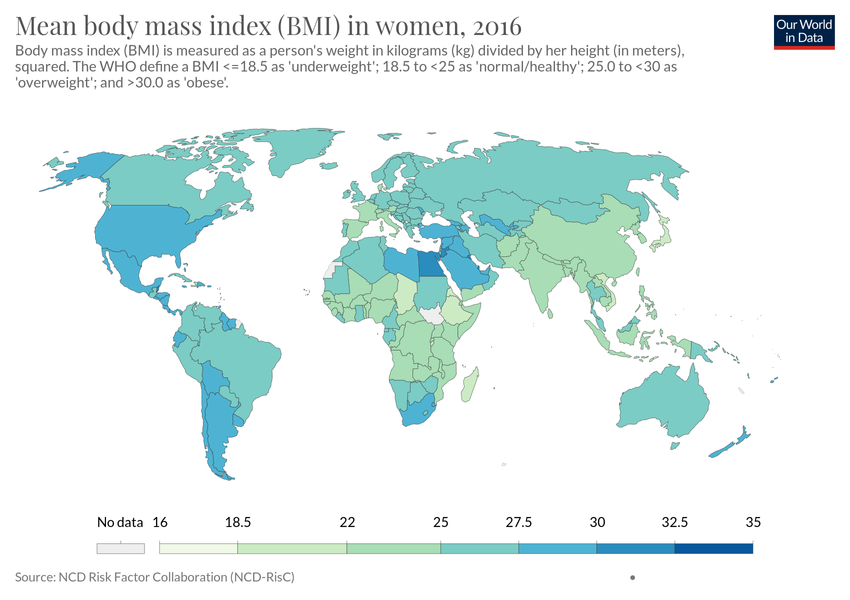 Mean body mass index (BMI) in women, 2016
Our World
in Data
Body mass index (BMI) is measured as a person's weight in kilograms (kg) divided by her height (in meters),
squared. The WHO define a BMI <=18.5 as 'underweight'; 18.5 to <25 as 'normal/healthy'; 25.0 to <30 as
'overweight'; and >30.0 as 'obese'.
No data 16 18.5 22 25 27.5 30 32.5 35
Source: NCD Risk Factor Collaboration (NCD-RisC)